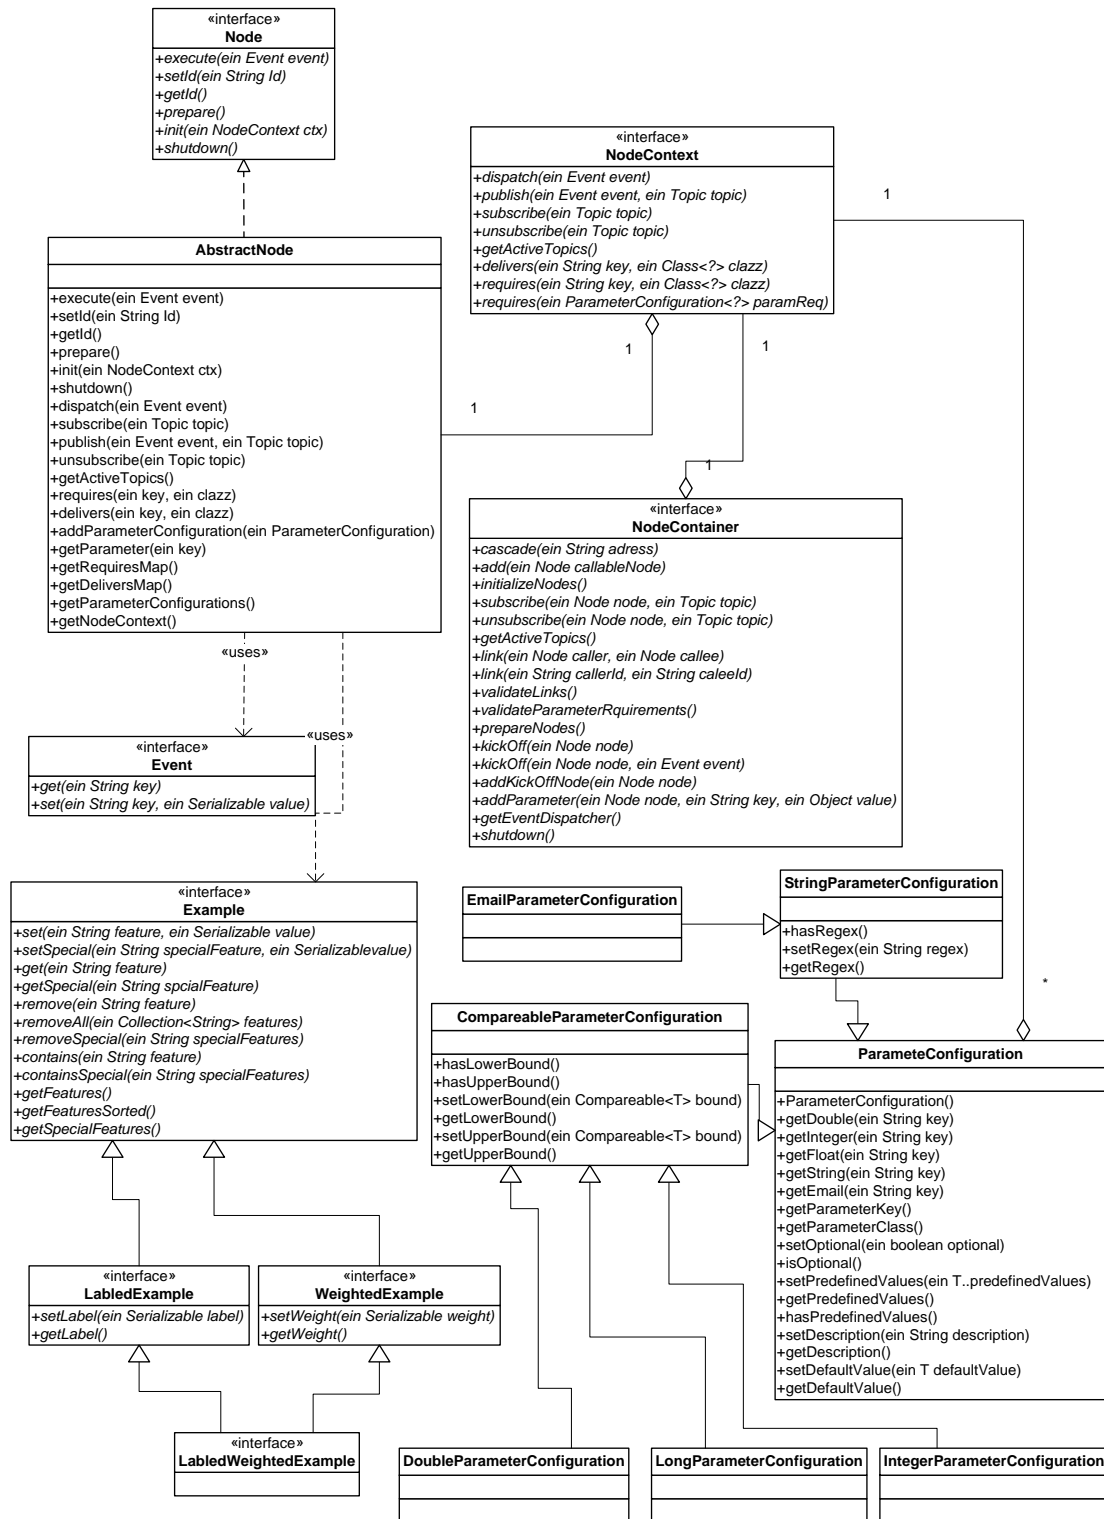 «interface»
Node
+execute(ein Event event)
+setId(ein String Id)
+getId()
+prepare()
+init(ein NodeContext ctx)
+shutdown()
«interface»
NodeContext
+dispatch(ein Event event)
+publish(ein Event event, ein Topic topic)
+subscribe(ein Topic topic)
+unsubscribe(ein Topic topic)
+getActiveTopics()
+delivers(ein String key, ein Class<?> clazz)
+requires(ein String key, ein Class<?> clazz)
+requires(ein ParameterConfiguration<?> paramReq)
1
AbstractNode
+execute(ein Event event)
+setId(ein String Id)
+getId()
+prepare()
+init(ein NodeContext ctx)
+shutdown()
+dispatch(ein Event event)
+subscribe(ein Topic topic)
+publish(ein Event event, ein Topic topic)
+unsubscribe(ein Topic topic)
+getActiveTopics()
+requires(ein key, ein clazz)
+delivers(ein key, ein clazz)
+addParameterConfiguration(ein ParameterConfiguration)
+getParameter(ein key)
+getRequiresMap()
+getDeliversMap()
+getParameterConfigurations()
+getNodeContext()
1
1
1
1
«interface»
NodeContainer
+cascade(ein String adress)
+add(ein Node callableNode)
+initializeNodes()
+subscribe(ein Node node, ein Topic topic)
+unsubscribe(ein Node node, ein Topic topic)
+getActiveTopics()
+link(ein Node caller, ein Node callee)
+link(ein String callerId, ein String caleeId)
+validateLinks()
+validateParameterRquirements()
+prepareNodes()
+kickOff(ein Node node)
+kickOff(ein Node node, ein Event event)
+addKickOffNode(ein Node node)
+addParameter(ein Node node, ein String key, ein Object value)
+getEventDispatcher()
+shutdown()
«uses»
«uses»
«interface»
Event
+get(ein String key)
+set(ein String key, ein Serializable value)
«interface»
Example
+set(ein String feature, ein Serializable value)
+setSpecial(ein String specialFeature, ein Serializablevalue)
+get(ein String feature)
+getSpecial(ein String spcialFeature)
+remove(ein String feature)
+removeAll(ein Collection<String> features)
+removeSpecial(ein String specialFeatures)
+contains(ein String feature)
+containsSpecial(ein String specialFeatures)
+getFeatures()
+getFeaturesSorted()
+getSpecialFeatures()
EmailParameterConfiguration
StringParameterConfiguration
+hasRegex()
+setRegex(ein String regex)
+getRegex()
*
CompareableParameterConfiguration
+hasLowerBound()
+hasUpperBound()
+setLowerBound(ein Compareable<T> bound)
+getLowerBound()
+setUpperBound(ein Compareable<T> bound)
+getUpperBound()
ParameteConfiguration
+ParameterConfiguration()
+getDouble(ein String key)
+getInteger(ein String key)
+getFloat(ein String key)
+getString(ein String key)
+getEmail(ein String key)
+getParameterKey()
+getParameterClass()
+setOptional(ein boolean optional)
+isOptional()
+setPredefinedValues(ein T..predefinedValues)
+getPredefinedValues()
+hasPredefinedValues()
+setDescription(ein String description)
+getDescription()
+setDefaultValue(ein T defaultValue)
+getDefaultValue()
«interface»
LabledExample
+setLabel(ein Serializable label)
+getLabel()
«interface»
WeightedExample
+setWeight(ein Serializable weight)
+getWeight()
«interface»
LabledWeightedExample
DoubleParameterConfiguration
LongParameterConfiguration
IntegerParameterConfiguration